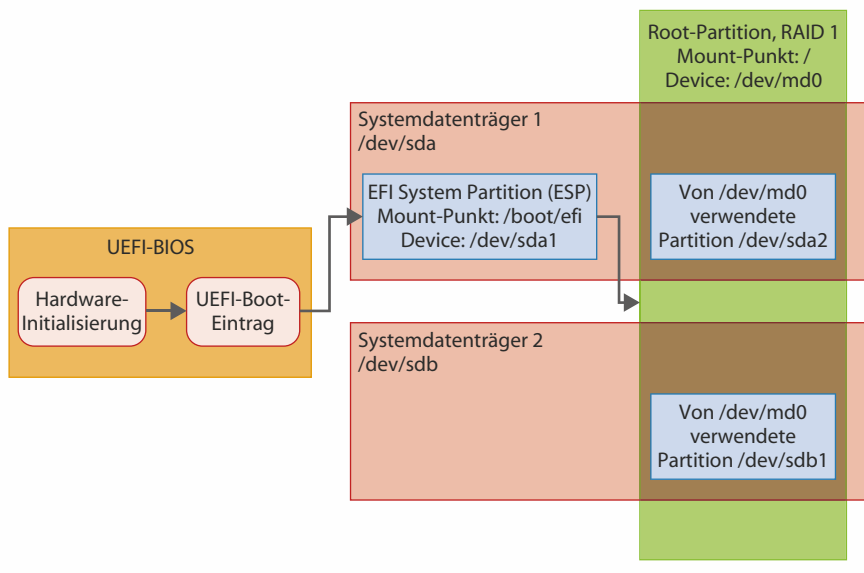 Root-Partition, RAID 1
Mount-Punkt: /
Device: /dev/md0
Systemdatenträger 1
/dev/sda
EFI System Partition (ESP)
Mount-Punkt: /boot/efi
Device: /dev/sda1
Von /dev/md0
verwendete
Partition /dev/sda2
UEFI-BIOS
Hardware-
Initialisierung
UEFI-Boot-
Eintrag
Systemdatenträger 2
/dev/sdb
Von /dev/md0
verwendete
Partition /dev/sdb1